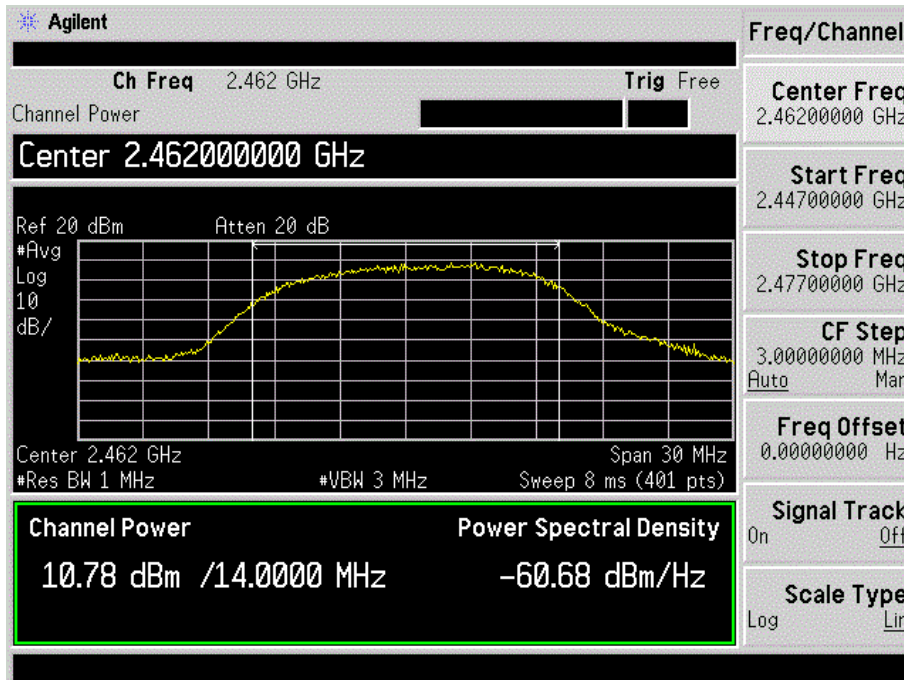 Agilent
Freq/Channel
Ch Freq 2.462 GHz Trig Free
Channel Power
Center 2.462000000 GHz
Center Freq
2.46200000 GHz
Start Freq
2.44700000 GHz
Stop Freq
2.47700000 GHz
CF Step
3.00000000 MHz
Auto Man
Freq Offset
0.00000000 Hz
Signal Track
On Off
Scale Type
Log Lin
Ref 20 dBm Atten 20 dB
#Avg
Log
10
dB/
Center 2.462 GHz Span 30 MHz
#Res BW 1 MHz #VBW 3 MHz Sweep 8 ms (401 pts)
Channel Power Power Spectral Density
10.78 dBm /14.0000 MHz -60.68 dBm/Hz